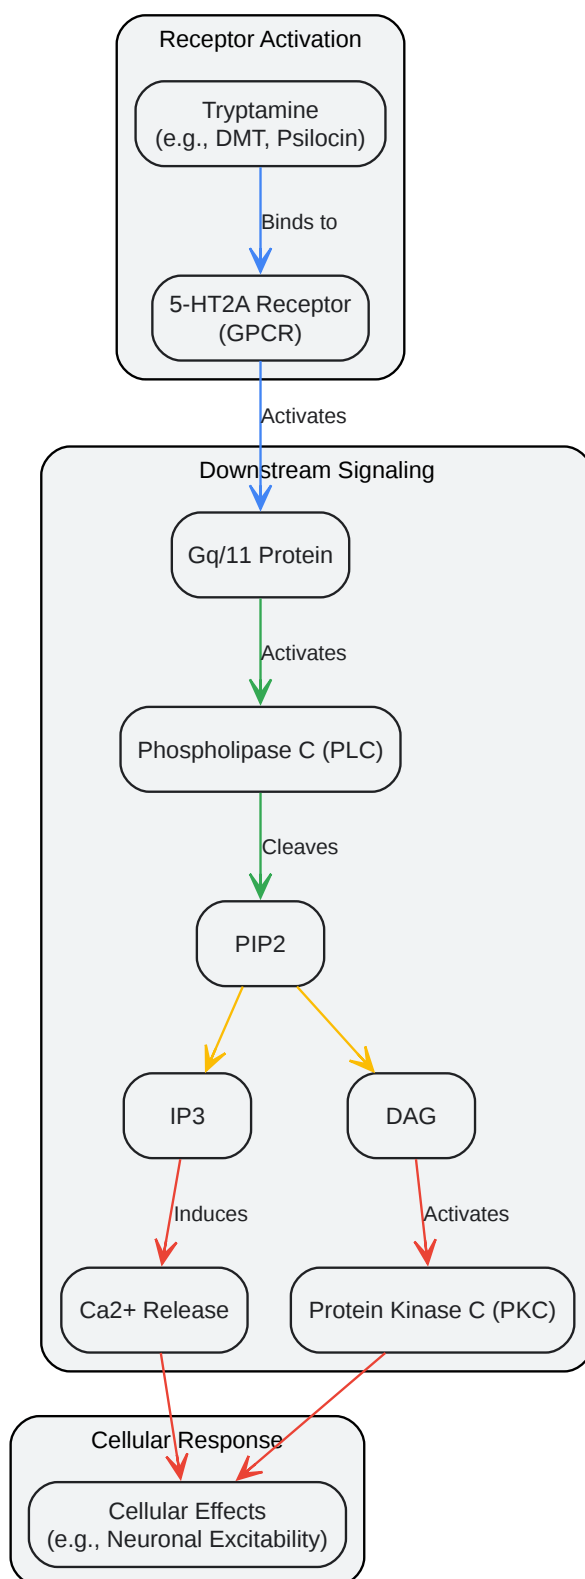 Receptor Activation
Tryptamine
(e.g., DMT, Psilocin)
Binds to
5-HT2A Receptor
(GPCR)
Activates
Downstream Signaling
Gq/11 Protein
Activates
Phospholipase C (PLC)
Cleaves
PIP2
IP3
DAG
Induces
Activates
Ca2+ Release
Protein Kinase C (PKC)
Cellular Response
Cellular Effects
(e.g., Neuronal Excitability)